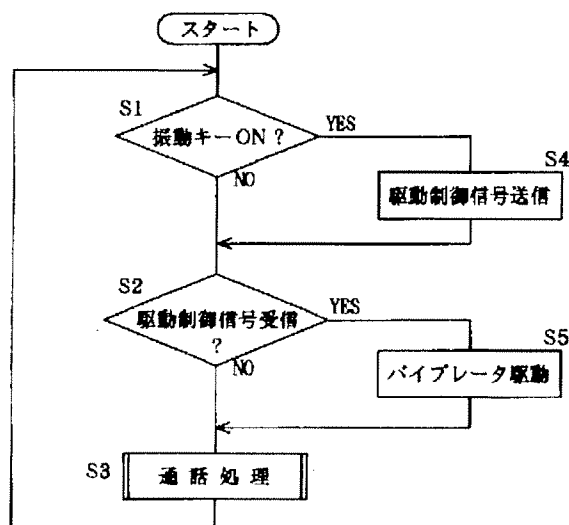 スタート
S1
振動キーON？
YES
NO
S4
駆動制御信号送信
S2
駆動制御信号受信
？
YES
NO
S5
バイブレータ駆動
S3
通話処理